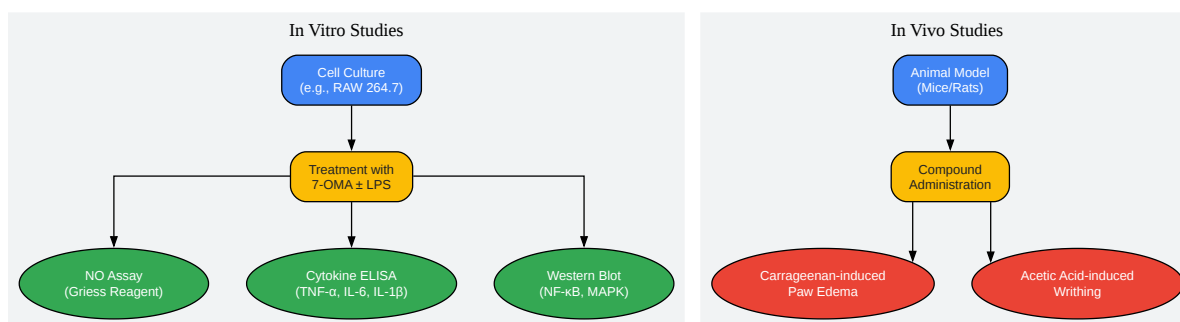 In Vitro Studies
Cell Culture
(e.g., RAW 264.7)
Treatment with
7-OMA ± LPS
NO Assay
(Griess Reagent)
Cytokine ELISA
(TNF-α, IL-6, IL-1β)
Western Blot
(NF-κB, MAPK)
In Vivo Studies
Animal Model
(Mice/Rats)
Compound
Administration
Carrageenan-induced
Paw Edema
Acetic Acid-induced
Writhing